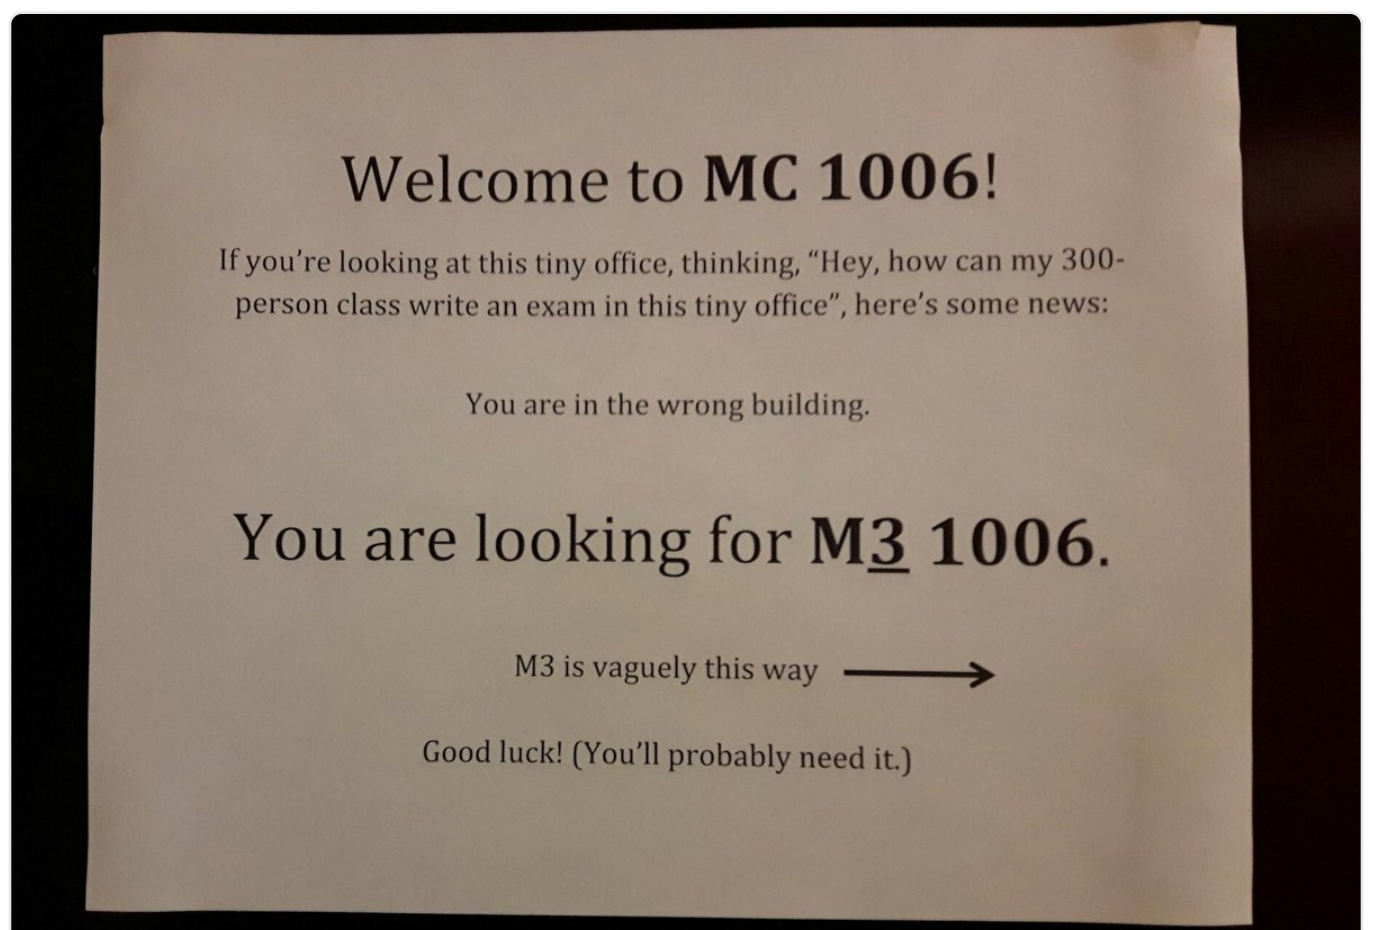 Welcome to MC 1006!
If you’re looking at this tiny office, thinking, “Hey, how can my 300-
person class write an exam in this tiny office”, here’s some news:
You are in the wrong building.
You are looking for M3 1006.
M3 is vaguely this way
Good luck! (You’ll probably need it.)